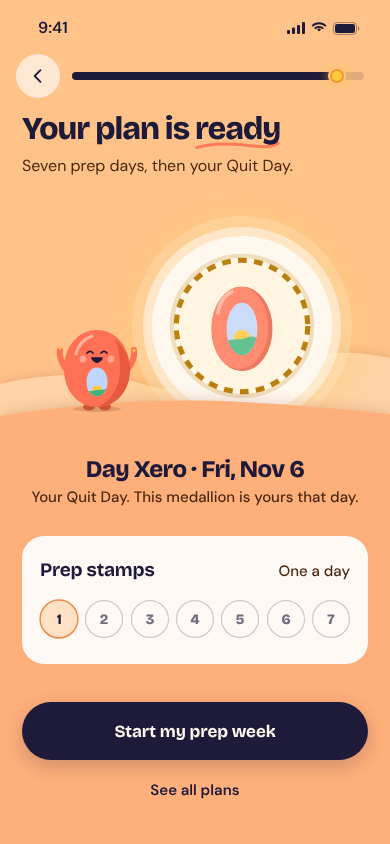 9:41
Your plan is ready
Seven prep days, then your Quit Day.
Day Xero · Fri, Nov 6
Your Quit Day. This medallion is yours that day.
Prep stamps
One a day
1 2 3 4 5 6 7
Start my prep week
See all plans